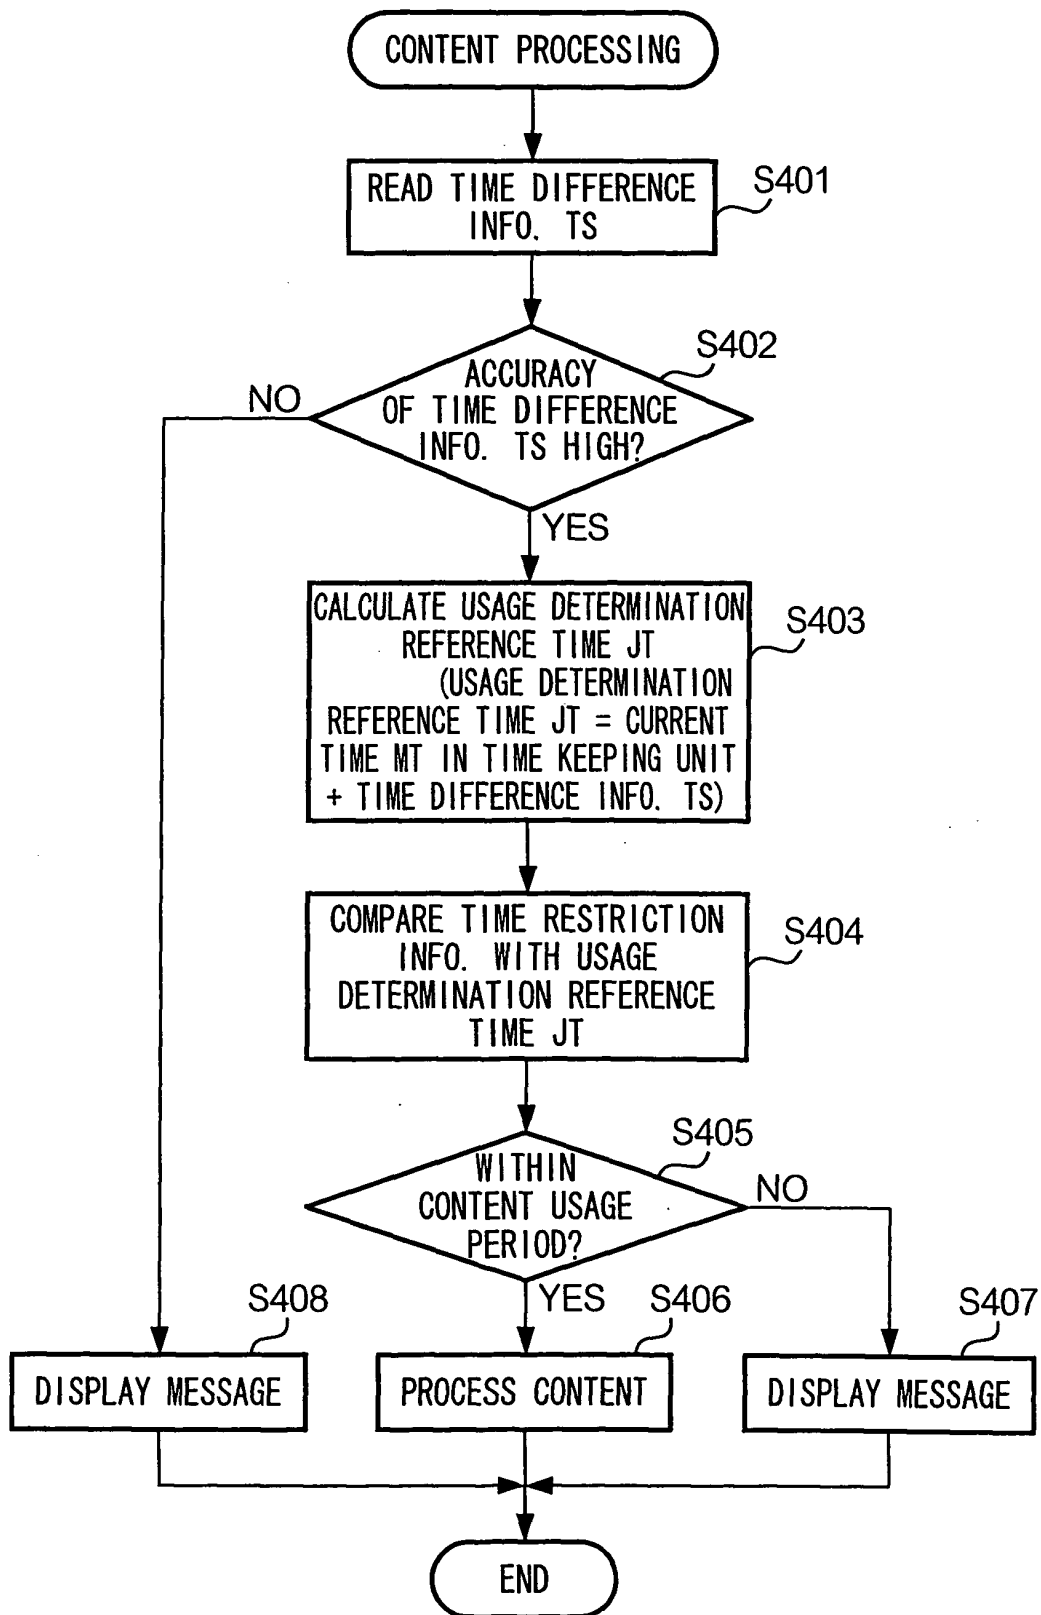 CONTENT PROCESSING
READ TIME DIFFERENCE
INFO. TS
S401
S402
ACCURACY
OF TIME DIFFERENCE
INFO. TS HIGH?
NO
YES
CALCULATE USAGE DETERMINATION
REFERENCE TIME JT
(USAGE DETERMINATION
REFERENCE TIME JT = CURRENT
TIME MT IN TIME KEEPING UNIT
+ TIME DIFFERENCE INFO. TS)
S403
COMPARE TIME RESTRICTION
INFO. WITH USAGE
DETERMINATION REFERENCE
TIME JT
S404
S405
WITHIN
CONTENT USAGE
PERIOD?
NO
YES
S408
DISPLAY MESSAGE
S406
PROCESS CONTENT
S407
DISPLAY MESSAGE
END